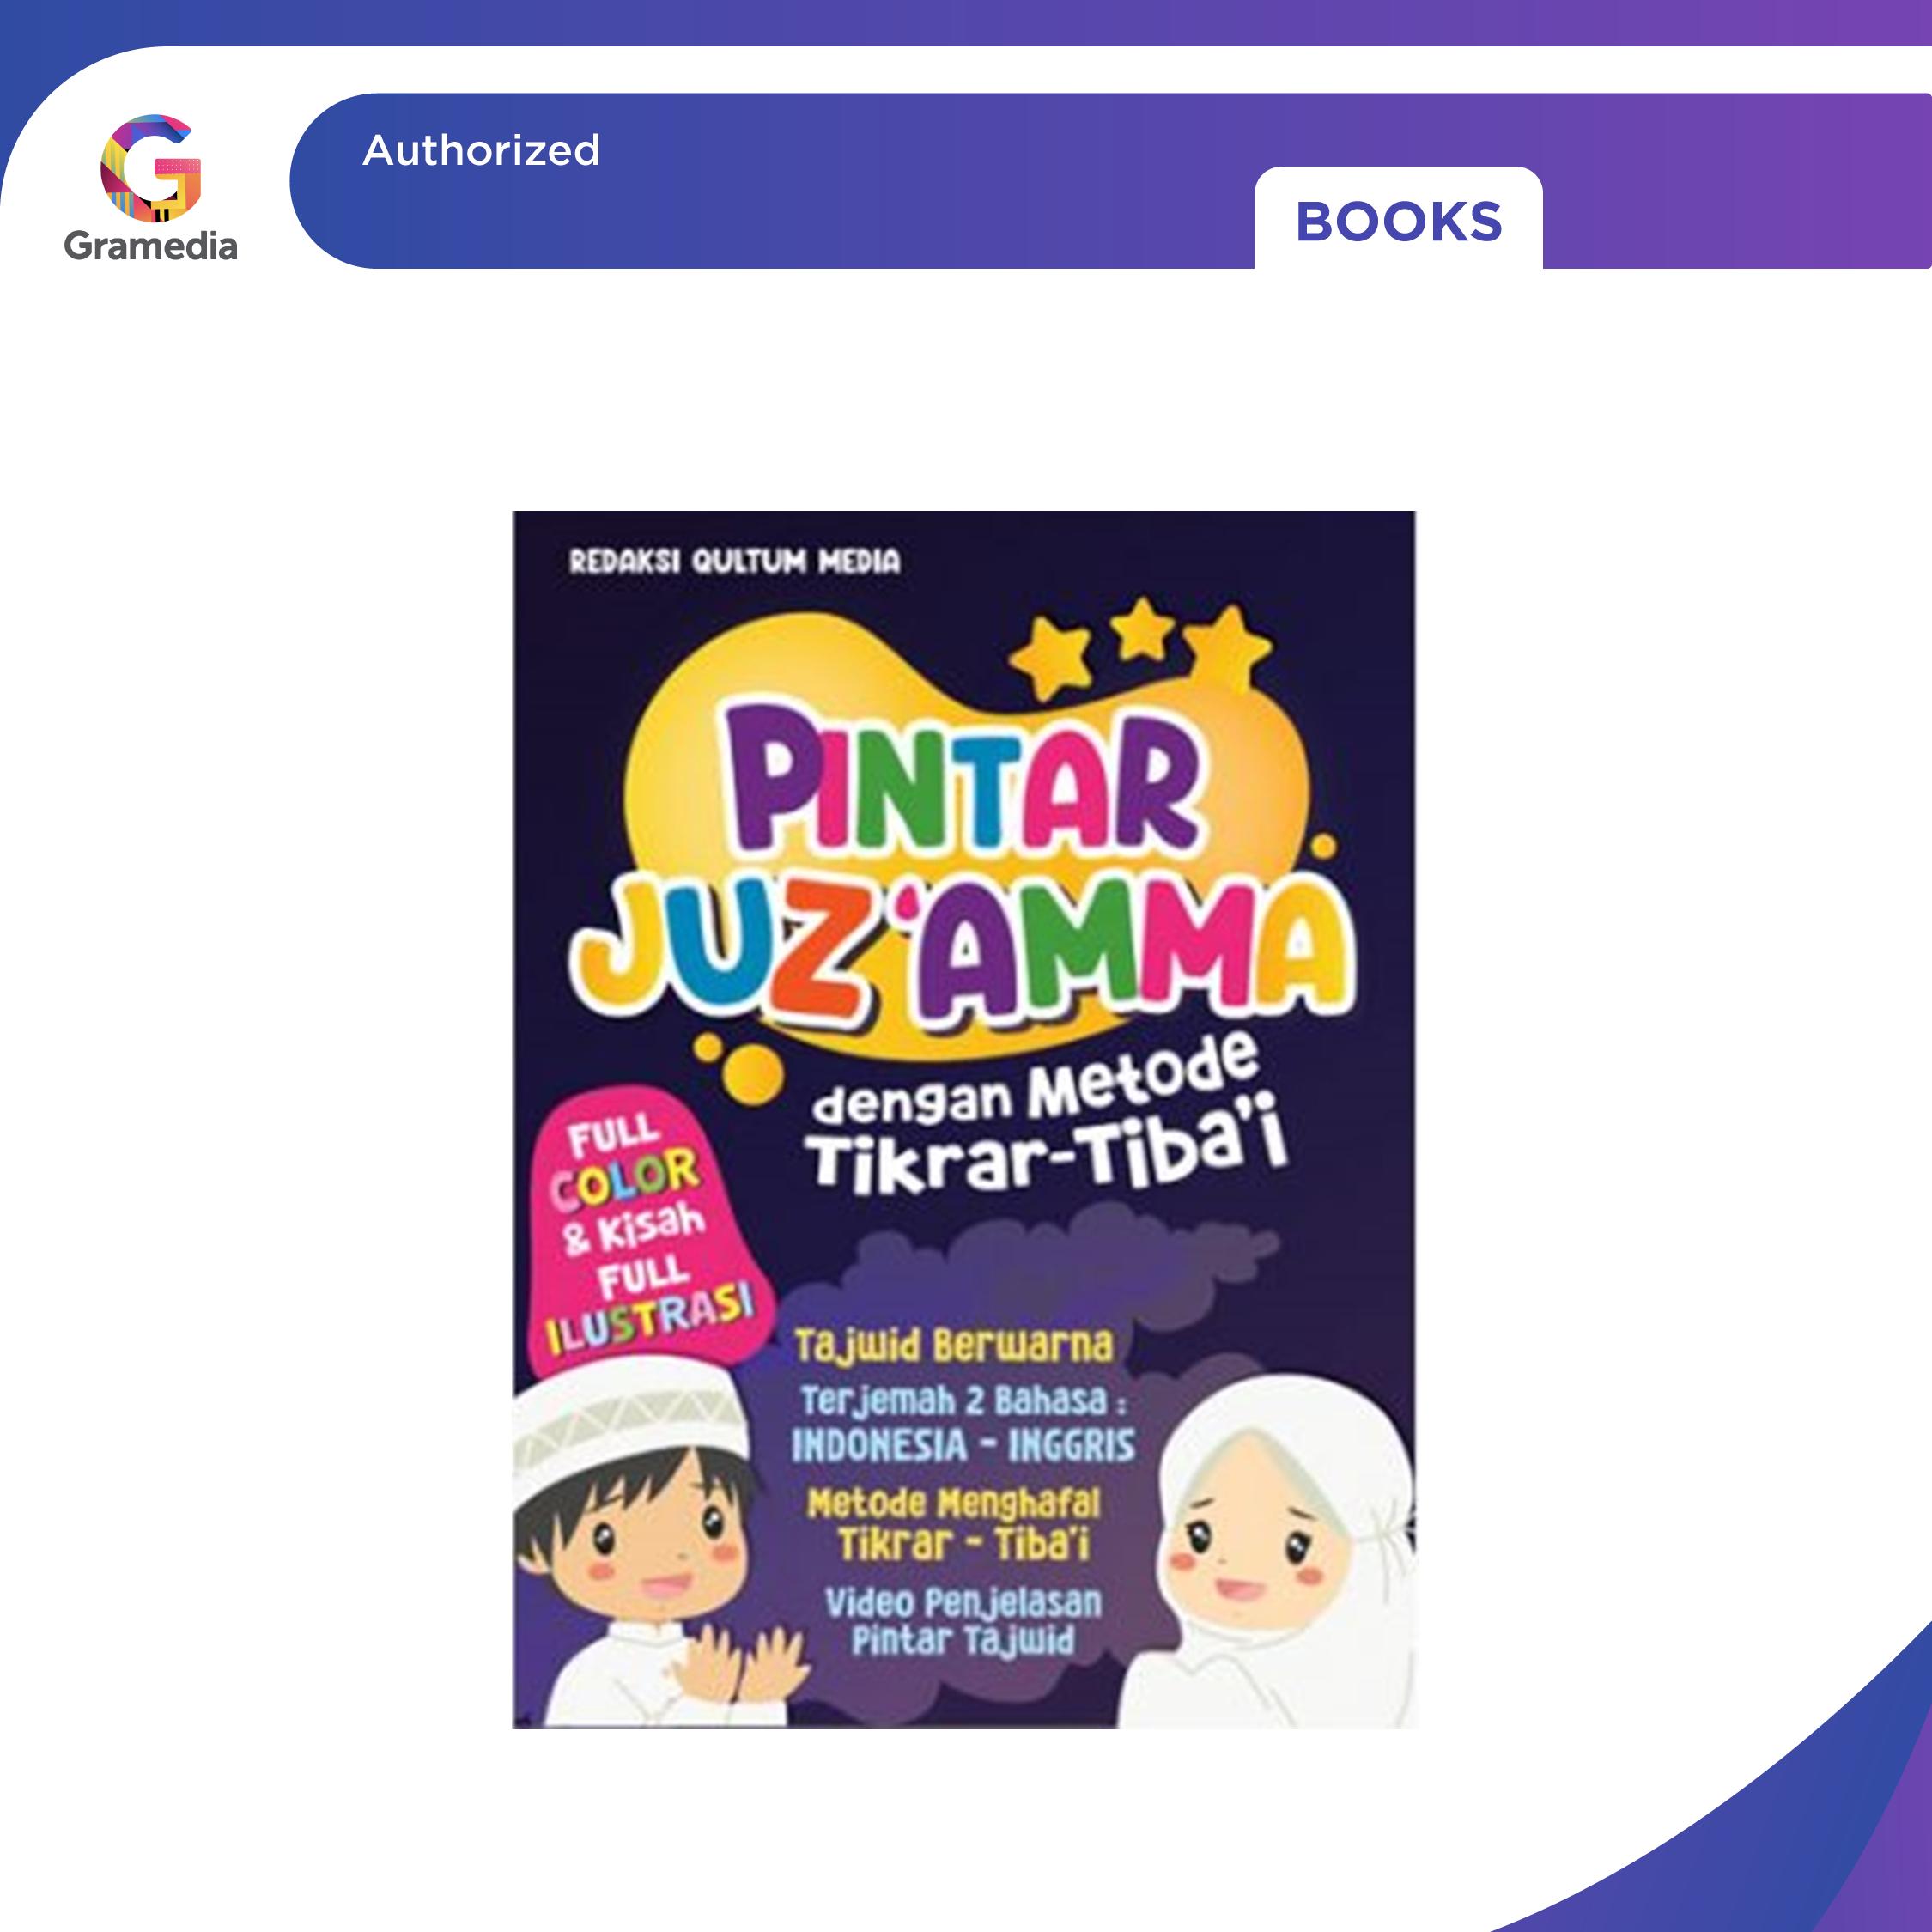 Authorized
Gramedia
BOOKS
REDAKSI QULTUM MEDIA
PINTAR
JUZ‘AMMA
dengan Metode
Tikrar-Tiba'i
FULL
COLOR
& Kisah
FULL
ILUSTRASI
Tajwid Berwarna
Terjemah 2 Bahasa :
INDONESIA - INGGRIS
Metode Menghafal
Tikrar - Tiba'i
Video Penjelasan
Pintar Tajwid